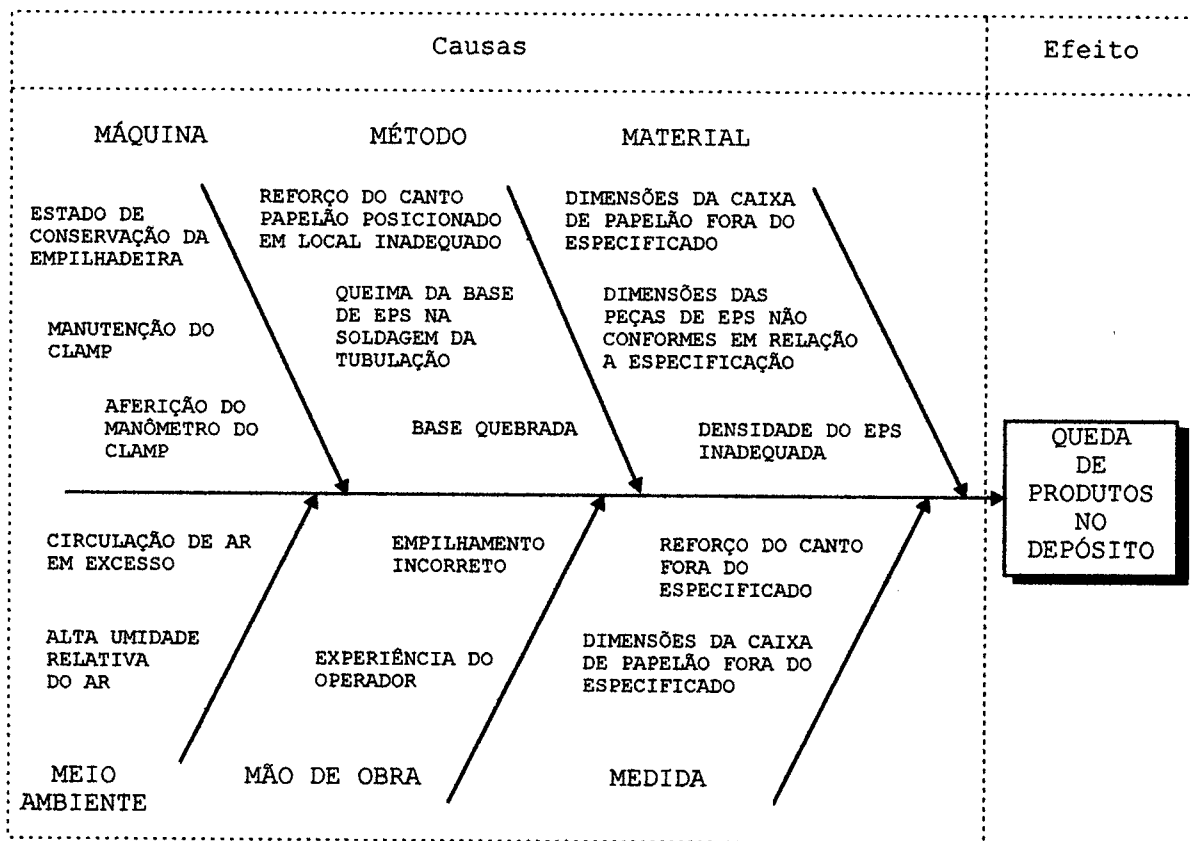 Causas
Efeito
MÁQUINA
MÉTODO
MATERIAL
ESTADO DE
CONSERVAÇÃO DA
EMPILHADEIRA
MANUTENÇÃO DO
CLAMP
AFERIÇÃO DO
MANÔMETRO DO
CLAMP
REFORÇO DO CANTO
PAPELÃO POSICIONADO
EM LOCAL INADEQUADO
QUEIMA DA BASE
DE EPS NA
SOLDAGEM DA
TUBULAÇÃO
BASE QUEBRADA
DIMENSÕES DA CAIXA
DE PAPELÃO FORA DO
ESPECIFICADO
DIMENSÕES DAS
PEÇAS DE EPS NÃO
CONFORMES EM RELAÇÃO
A ESPECIFICAÇÃO
DENSIDADE DO EPS
INADEQUADA
QUEDA
DE
PRODUTOS
NO
DEPÓSITO
CIRCULAÇÃO DE AR
EM EXCESSO
ALTA UMIDADE
RELATIVA
DO AR
EMPILHAMENTO
INCORRETO
EXPERIÊNCIA DO
OPERADOR
REFORÇO DO CANTO
FORA DO
ESPECIFICADO
DIMENSÕES DA CAIXA
DE PAPELÃO FORA DO
ESPECIFICADO
MEIO
AMBIENTE
MÃO DE OBRA
MEDIDA